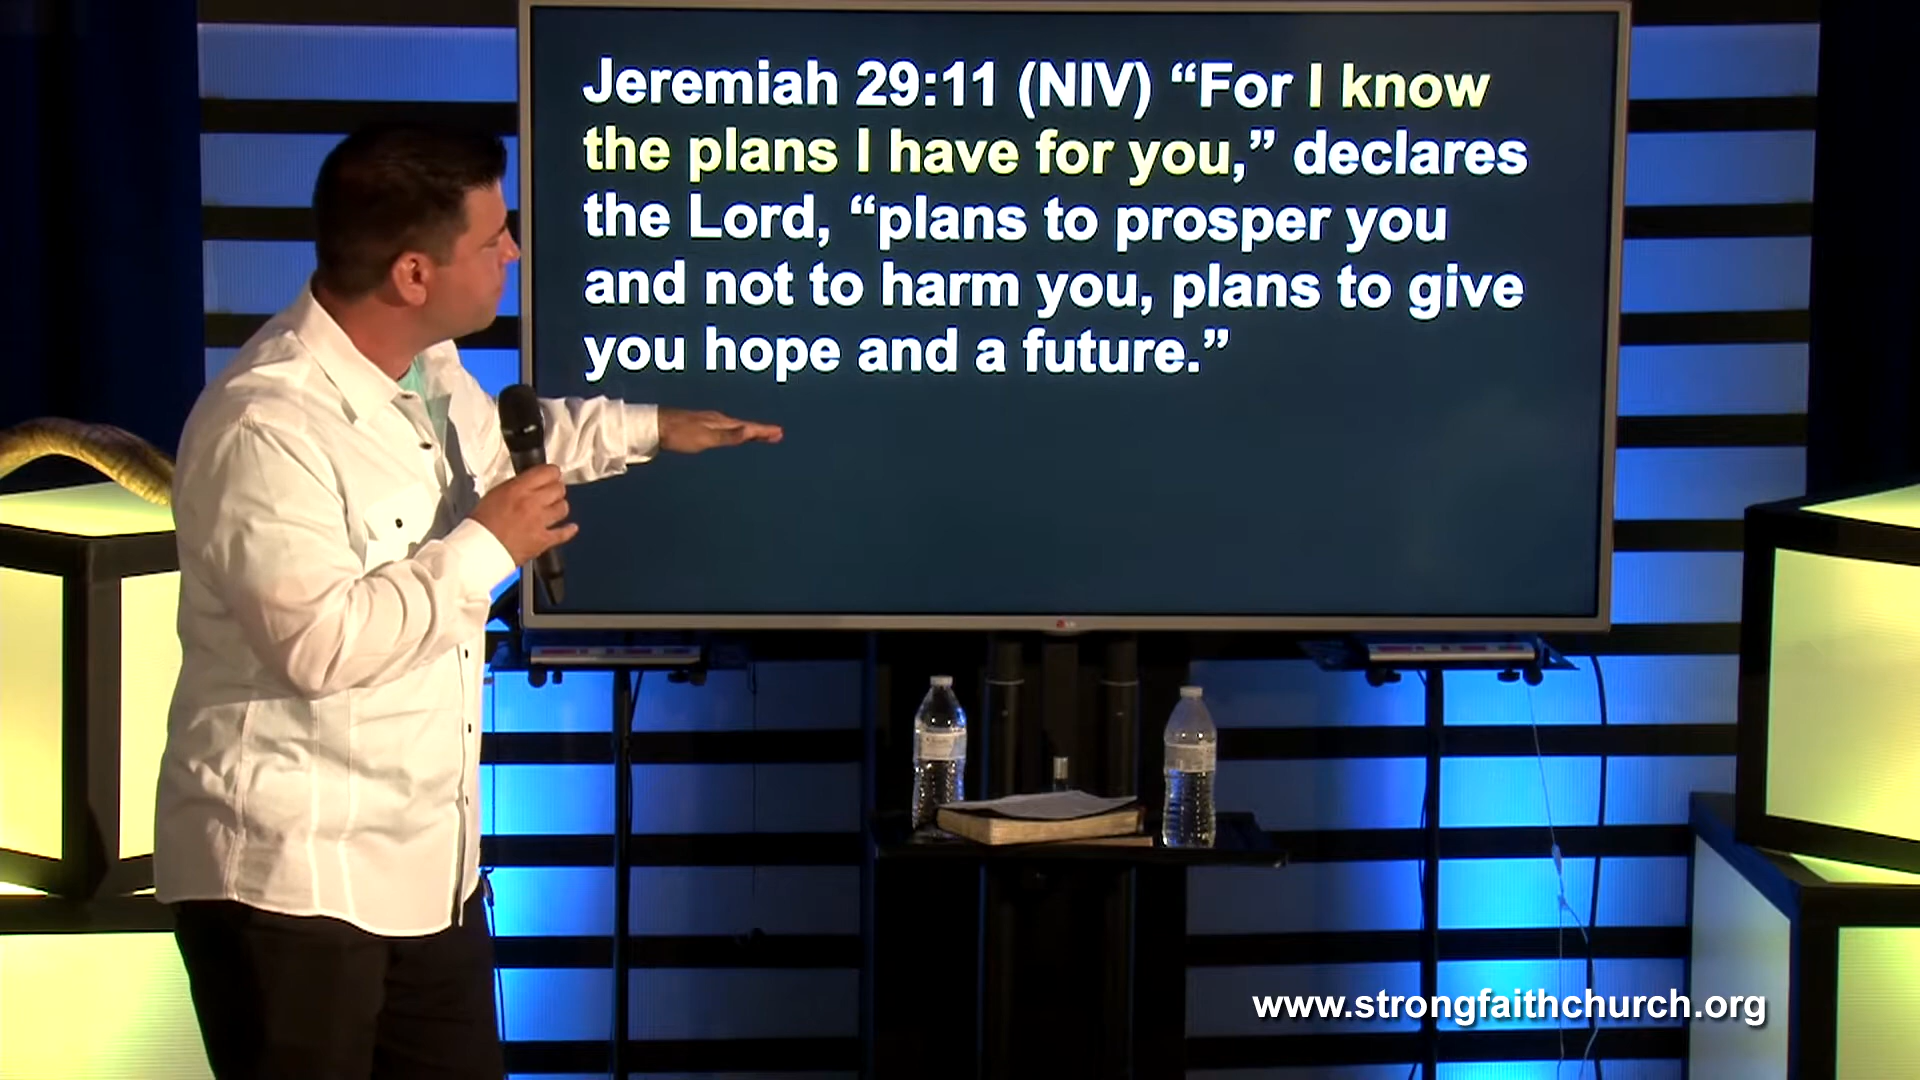 Jeremiah 29:11 (NIV) “For I know
the plans I have for you,” declares
the Lord, “plans to prosper you
and not to harm you, plans to give
you hope and a future.”
LG
www.strongfaithchurch.org